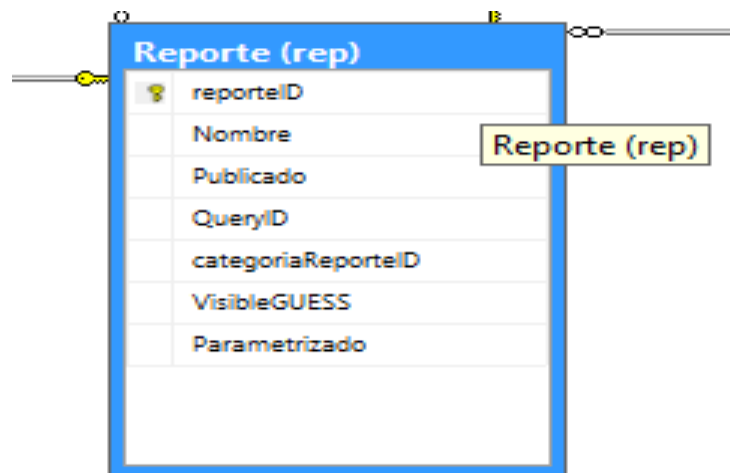 Reporte (rep)
reporteID
Nombre
Reporte (rep)
Publicado
QueryID
categoriaReporteID
VisibleGUESS
Parametrizado